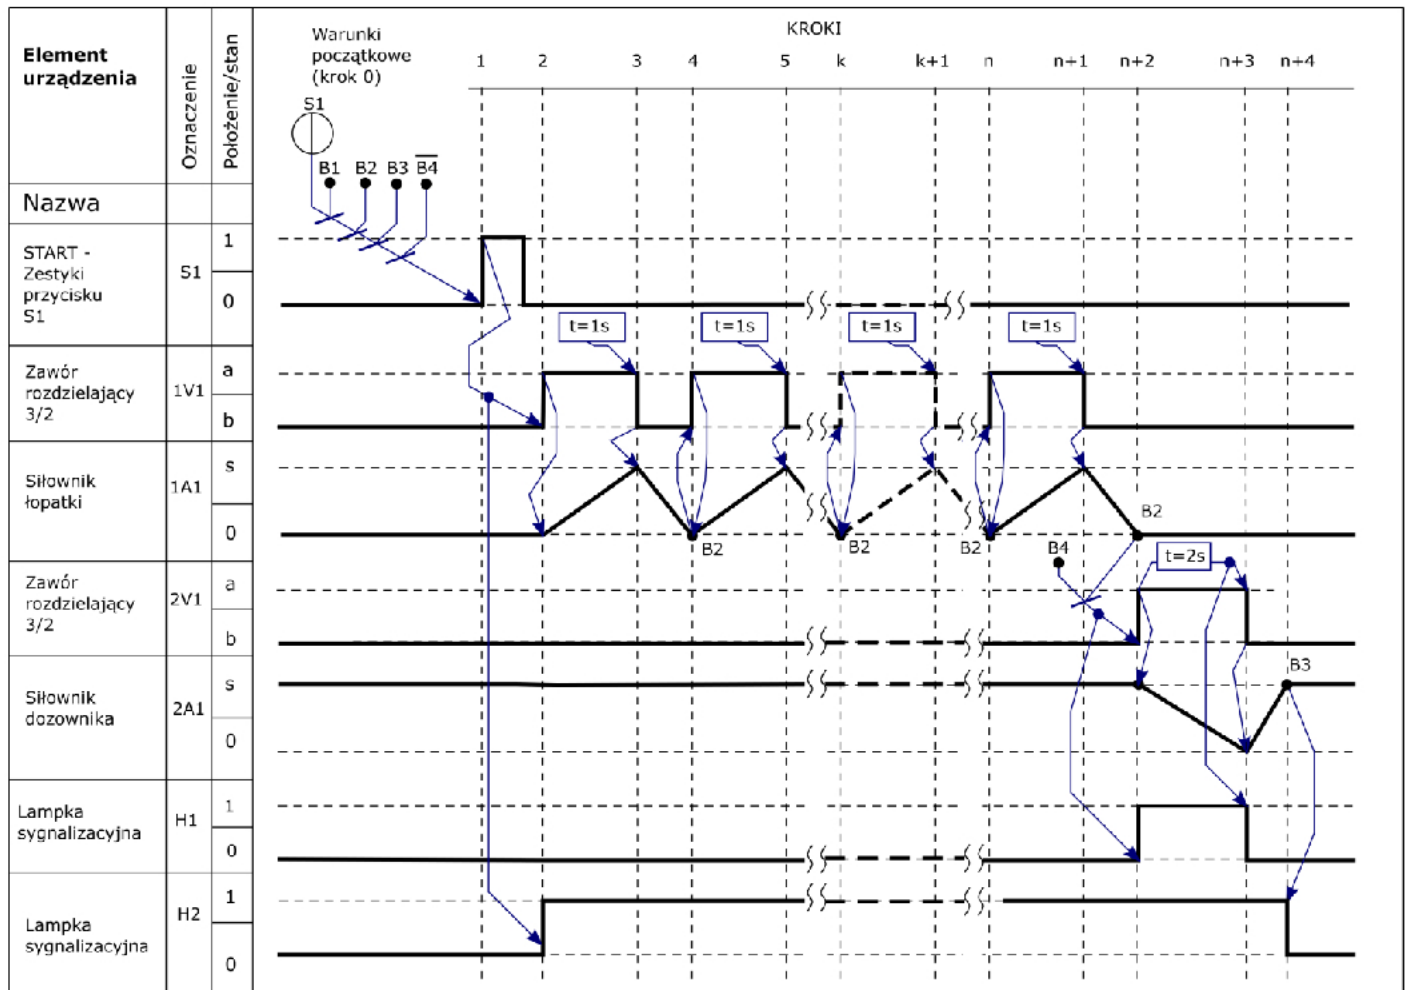 Element
urządzenia
Oznaczenie
Położenie/stan
Warunki
początkowe
(krok 0)
KROKI
1 2 3 4 5 k k+1 n n+1 n+2 n+3 n+4
S1
B1 B2 B3 B4̅
Nazwa
START -
Zestyki
przycisku
S1
S1
1
0
t=1s t=1s t=1s t=1s
Zawór
rozdzielający
3/2
1V1
a
b
Siłownik
łopatki
1A1
s
0
B2 B2 B2 B2
Zawór
rozdzielający
3/2
2V1
a
b
B4
t=2s
Siłownik
dozownika
2A1
s
0
B3
Lampka
sygnalizacyjna
H1
1
0
Lampka
sygnalizacyjna
H2
1
0